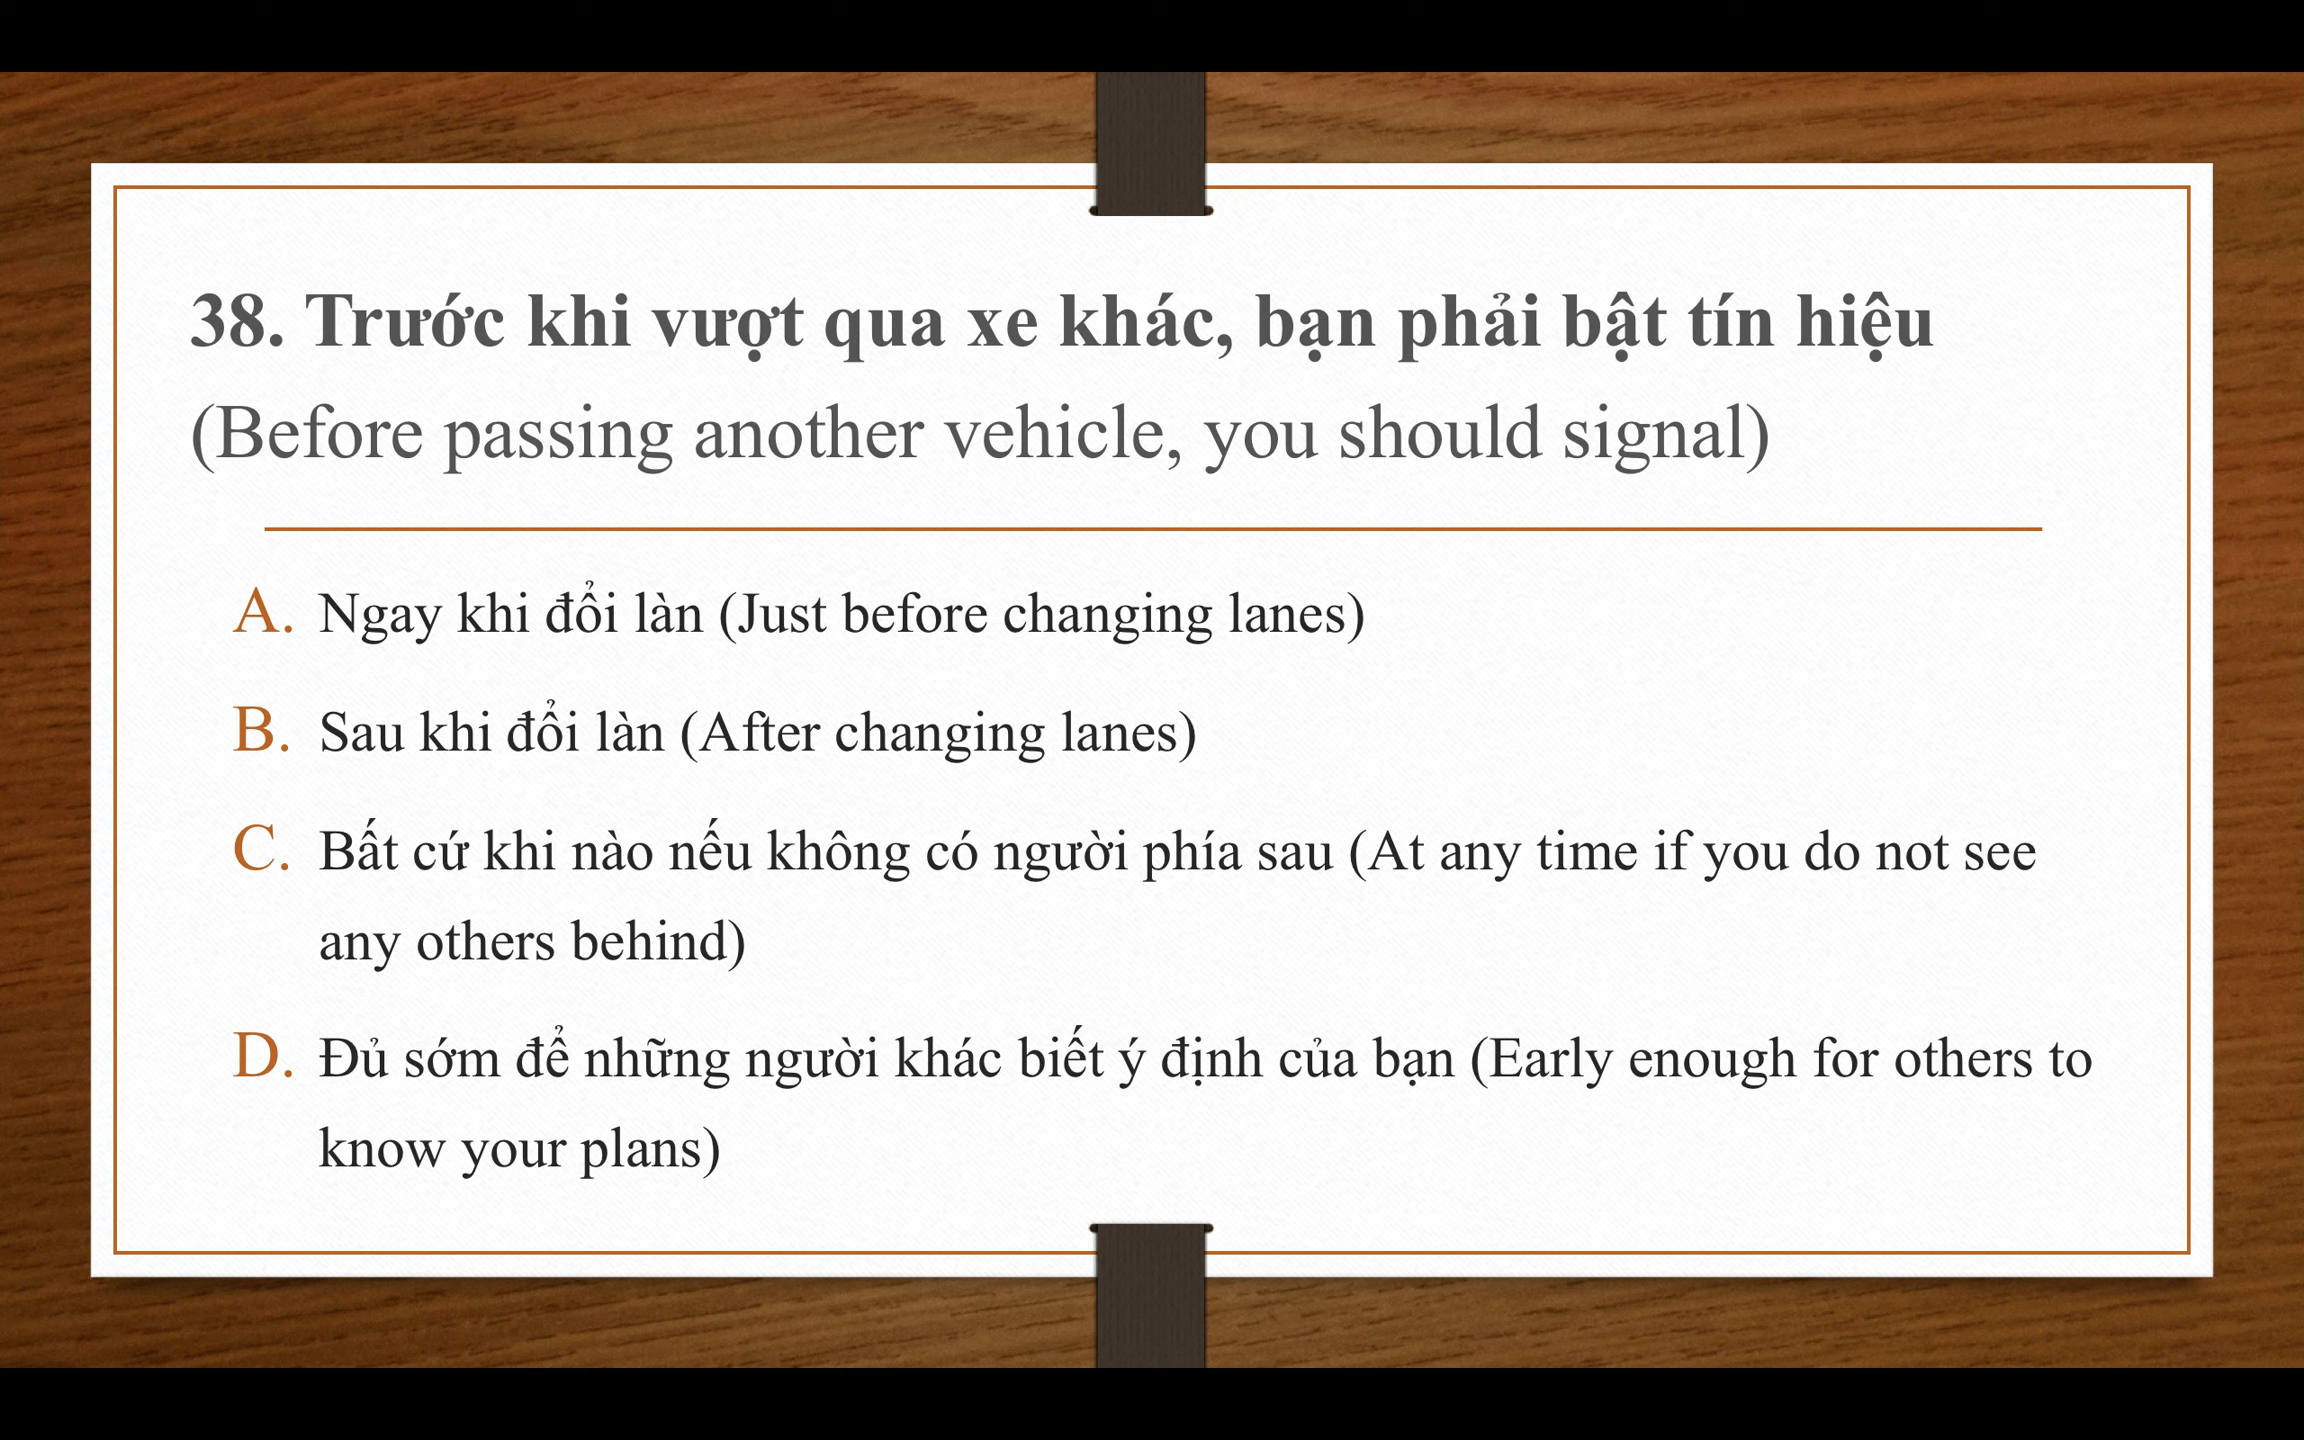 38. Trước khi vượt qua xe khác, bạn phải bật tín hiệu
(Before passing another vehicle, you should signal)
A. Ngay khi đổi làn (Just before changing lanes)
B. Sau khi đổi làn (After changing lanes)
C. Bất cứ khi nào nếu không có người phía sau (At any time if you do not see
any others behind)
D. Đủ sớm để những người khác biết ý định của bạn (Early enough for others to
know your plans)